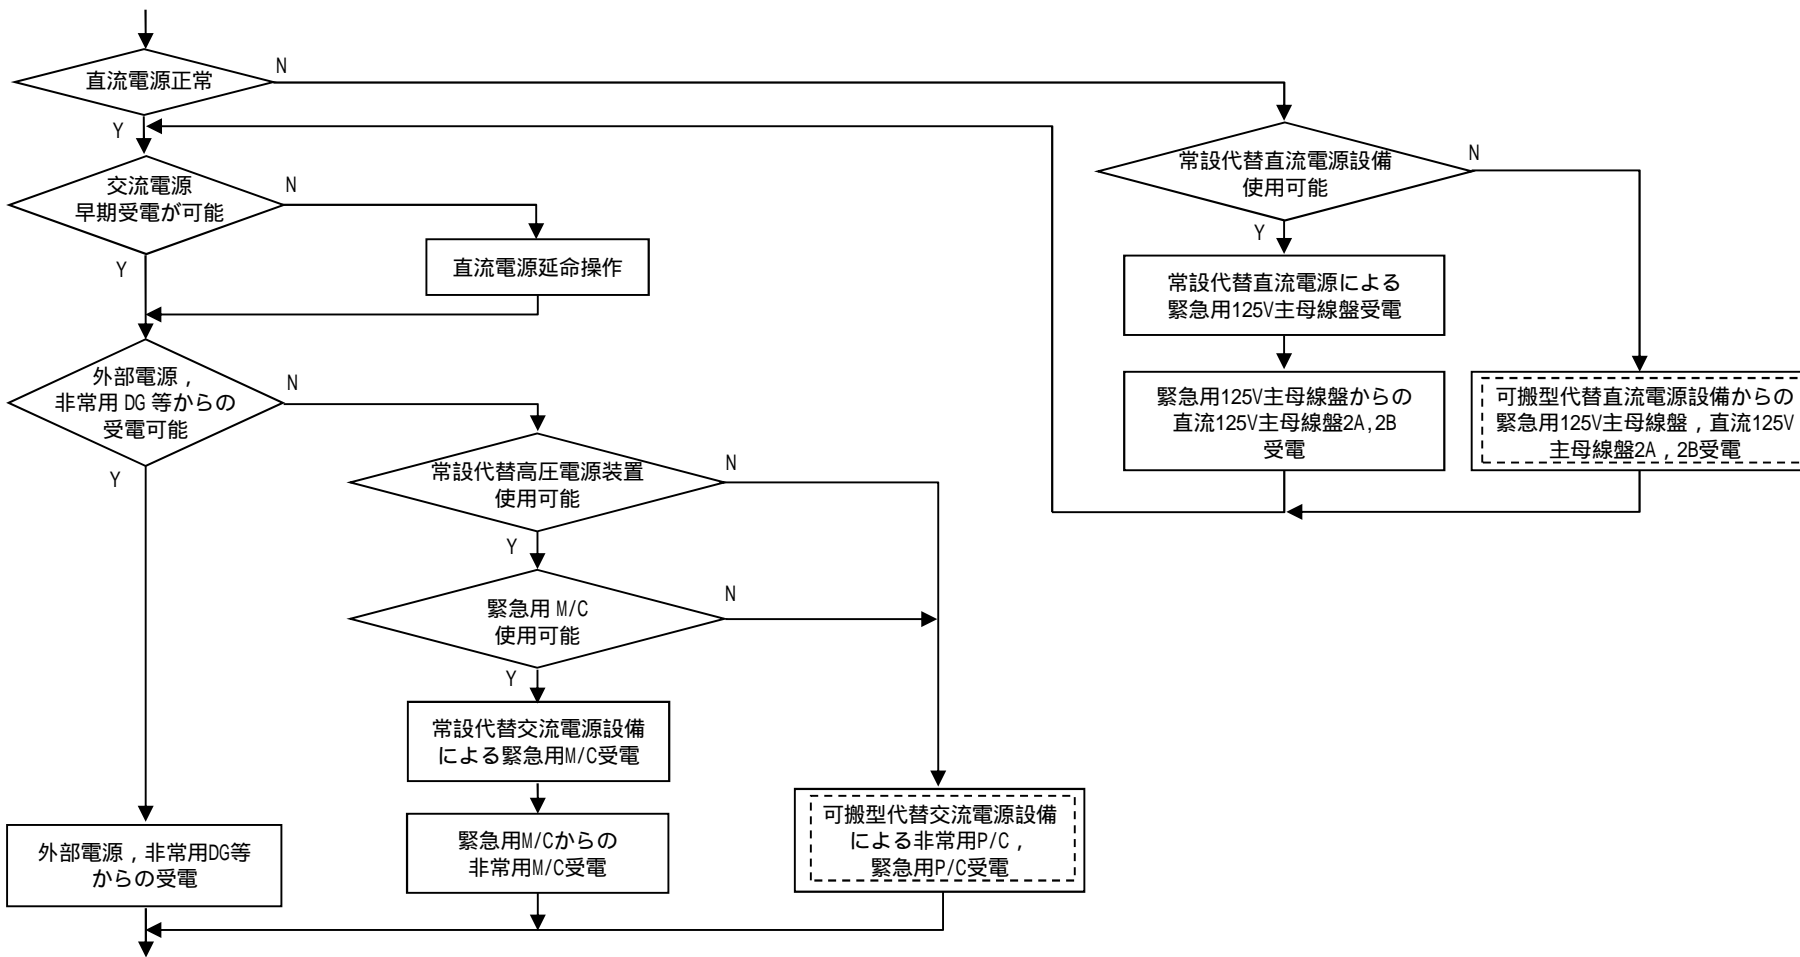 直流電源正常
N
Y
交流電源
早期受電が可能
N
Y
直流電源延命操作
外部電源，
非常用 DG 等からの
受電可能
N
Y
常設代替高圧電源装置
使用可能
N
Y
緊急用 M/C
使用可能
N
Y
常設代替交流電源設備
による緊急用M/C受電
緊急用M/Cからの
非常用M/C受電
可搬型代替交流電源設備
による非常用P/C，
緊急用P/C受電
外部電源，非常用DG等
からの受電
常設代替直流電源設備
使用可能
N
Y
常設代替直流電源による
緊急用125V主母線盤受電
緊急用125V主母線盤からの
直流125V主母線盤2A,2B
受電
可搬型代替直流電源設備からの
緊急用125V主母線盤，直流125V
主母線盤2A，2B受電